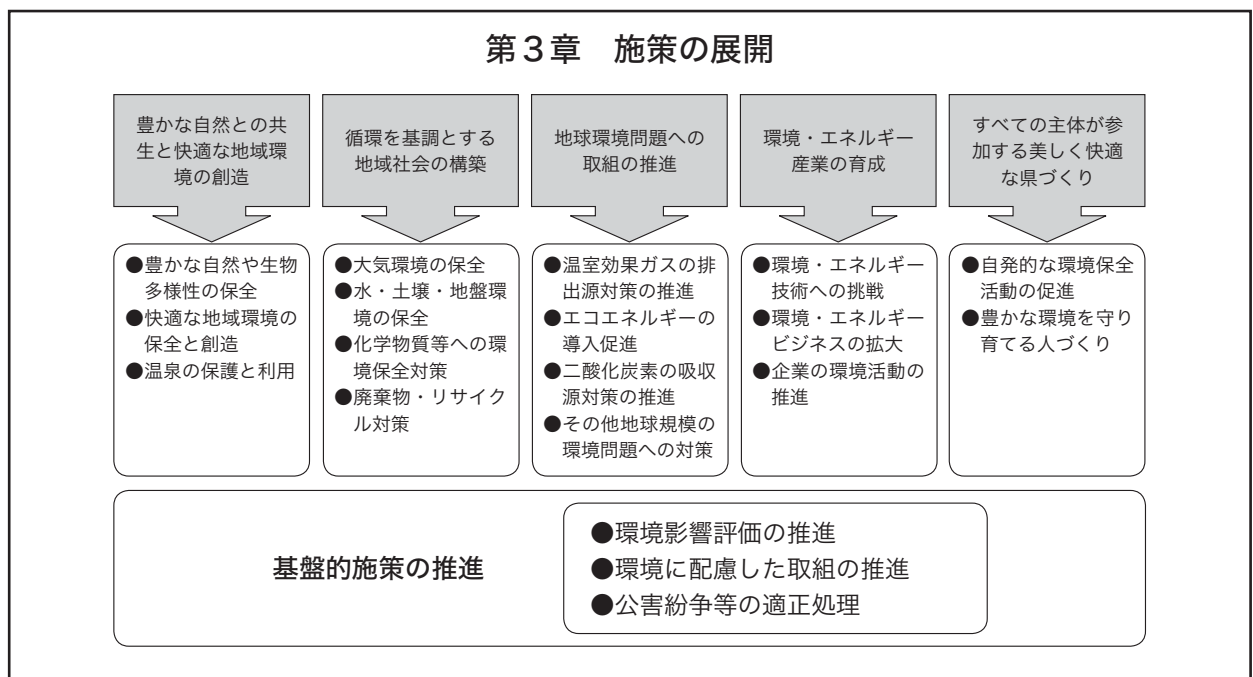 第3章　施策の展開
豊かな自然との共
生と快適な地域環
境の創造
循環を基調とする
地域社会の構築
地球環境問題への
取組の推進
環境・エネルギー
産業の育成
すべての主体が参
加する美しく快適
な県づくり
●豊かな自然や生物
多様性の保全
●快適な地域環境の
保全と創造
●温泉の保護と利用
●大気環境の保全
●水・土壌・地盤環
境の保全
●化学物質等への環
境保全対策
●廃棄物・リサイク
ル対策
●温室効果ガスの排
出源対策の推進
●エコエネルギーの
導入促進
●二酸化炭素の吸収
源対策の推進
●その他地球規模の
環境問題への対策
●環境・エネルギー
技術への挑戦
●環境・エネルギー
ビジネスの拡大
●企業の環境活動の
推進
●自発的な環境保全
活動の促進
●豊かな環境を守り
育てる人づくり
基盤的施策の推進
●環境影響評価の推進
●環境に配慮した取組の推進
●公害紛争等の適正処理